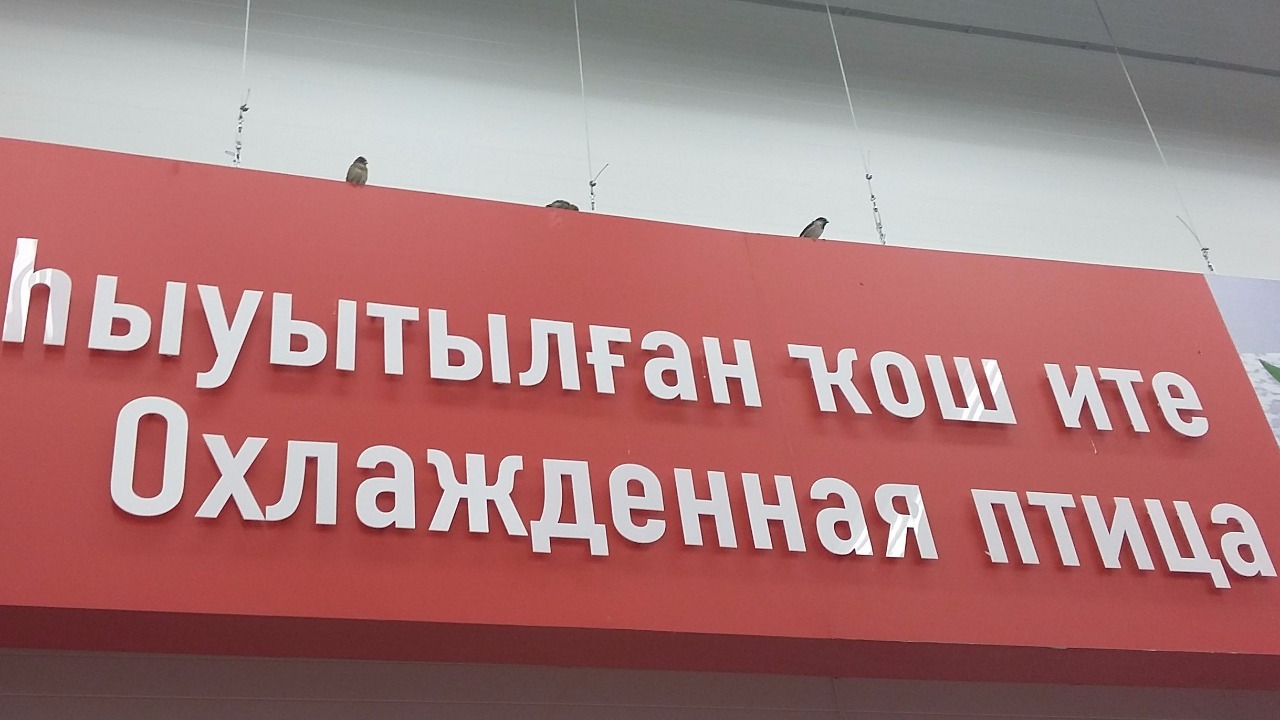 һыуытылған ҡош ите
Охлажденная птица